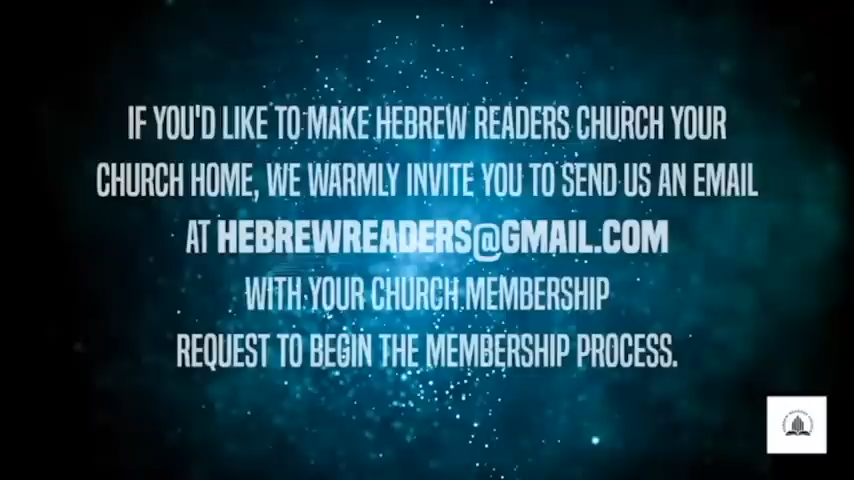 IF YOU'D LIKE TO MAKE HEBREW READERS CHURCH YOUR
CHURCH HOME, WE WARMLY INVITE YOU TO SEND US AN EMAIL
AT HEBREWREADERS@GMAIL.COM
WITH YOUR CHURCH MEMBERSHIP
REQUEST TO BEGIN THE MEMBERSHIP PROCESS.